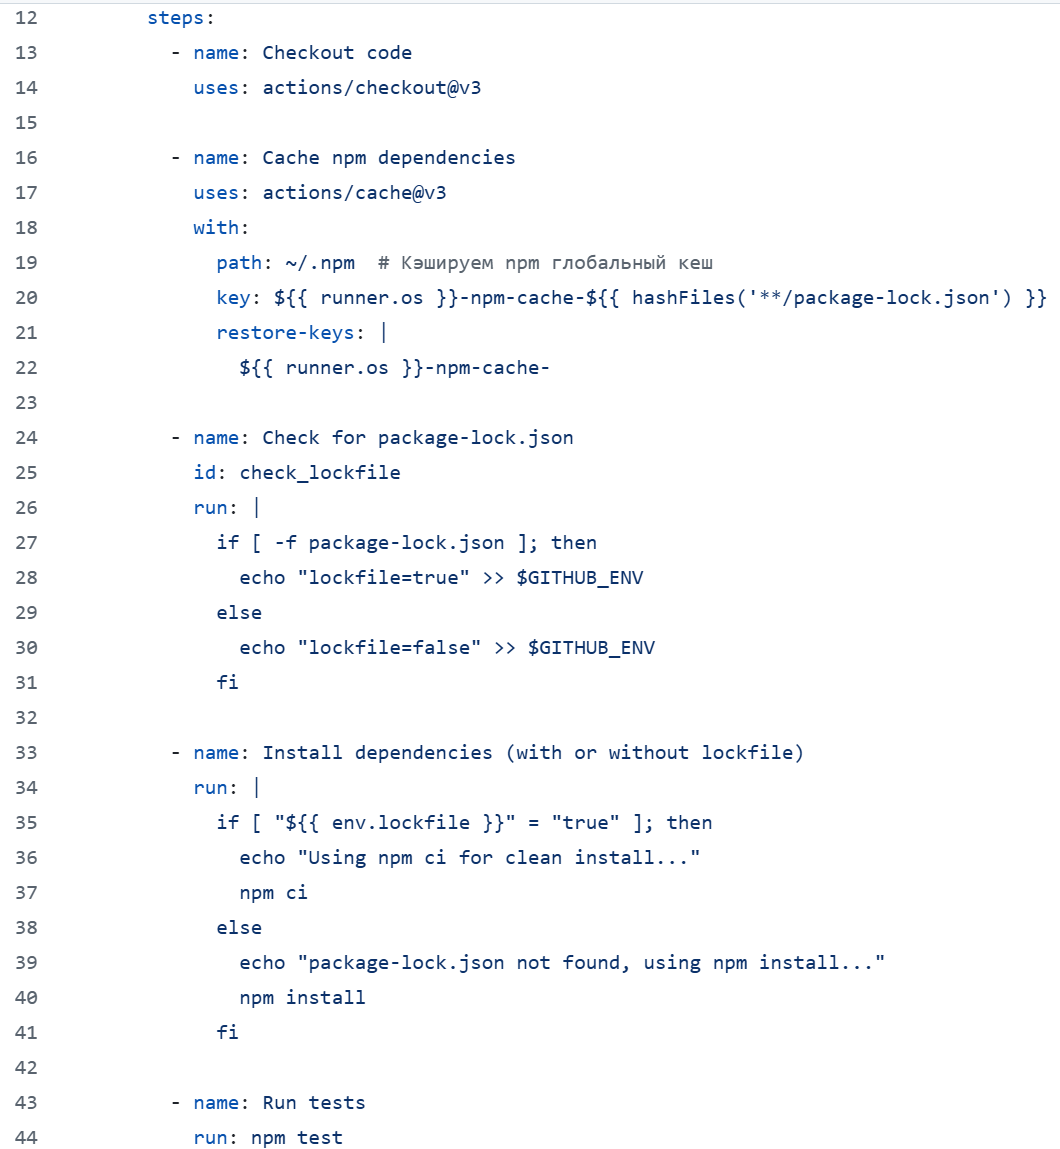 12 steps:
13 - name: Checkout code
14 uses: actions/checkout@v3
15
16 - name: Cache npm dependencies
17 uses: actions/cache@v3
18 with:
19 path: ~/.npm  # Кэшируем npm глобальный кеш
20 key: ${{ runner.os }}-npm-cache-${{ hashFiles('**/package-lock.json') }}
21 restore-keys: |
22 ${{ runner.os }}-npm-cache-
23
24 - name: Check for package-lock.json
25 id: check_lockfile
26 run: |
27 if [ -f package-lock.json ]; then
28 echo "lockfile=true" >> $GITHUB_ENV
29 else
30 echo "lockfile=false" >> $GITHUB_ENV
31 fi
32
33 - name: Install dependencies (with or without lockfile)
34 run: |
35 if [ "${{ env.lockfile }}" = "true" ]; then
36 echo "Using npm ci for clean install..."
37 npm ci
38 else
39 echo "package-lock.json not found, using npm install..."
40 npm install
41 fi
42
43 - name: Run tests
44 run: npm test